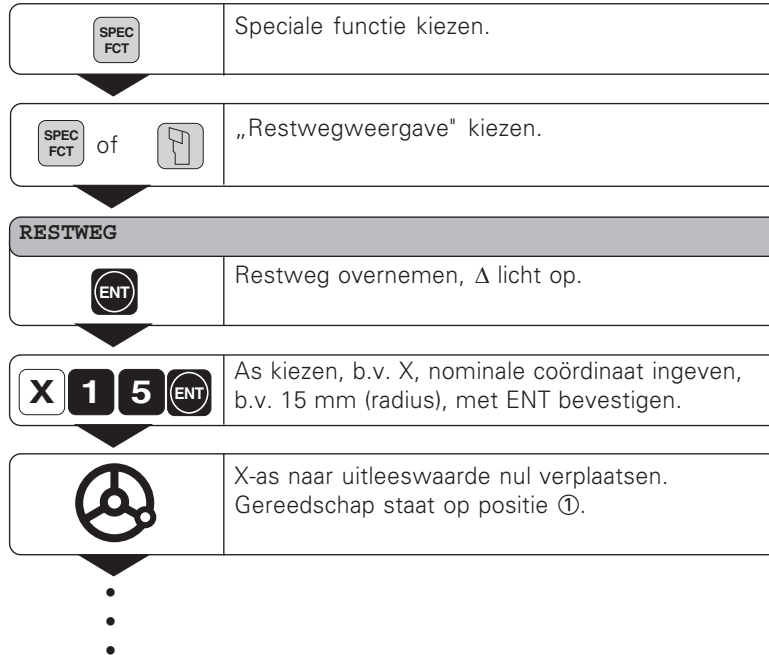 SPEC
FCT
Speciale functie kiezen.
SPEC
FCT
of
„Restwegweergave" kiezen.
RESTWEG
ENT
Restweg overnemen, Δ licht op.
X 1 5 ENT
As kiezen, b.v. X, nominale coördinaat ingeven,
b.v. 15 mm (radius), met ENT bevestigen.
X-as naar uitleeswaarde nul verplaatsen.
Gereedschap staat op positie ①.